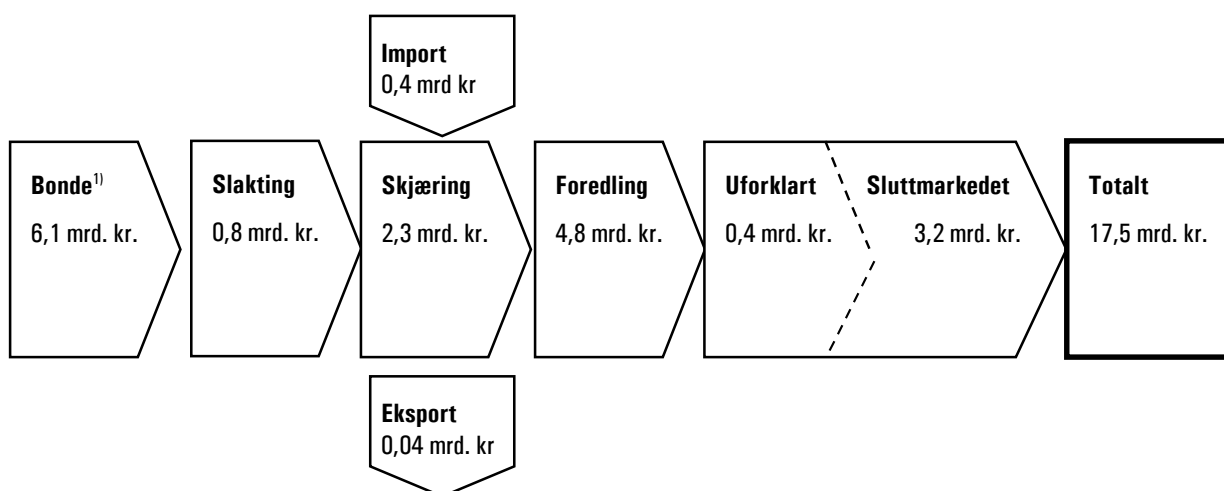 Import
0,4 mrd kr
Bonde1)
6,1 mrd. kr.
Slakting
0,8 mrd. kr.
Skjæring
2,3 mrd. kr.
Foredling
4,8 mrd. kr.
Uforklart
0,4 mrd. kr.
Sluttmarkedet
3,2 mrd. kr.
Totalt
17,5 mrd. kr.
Eksport
0,04 mrd. kr